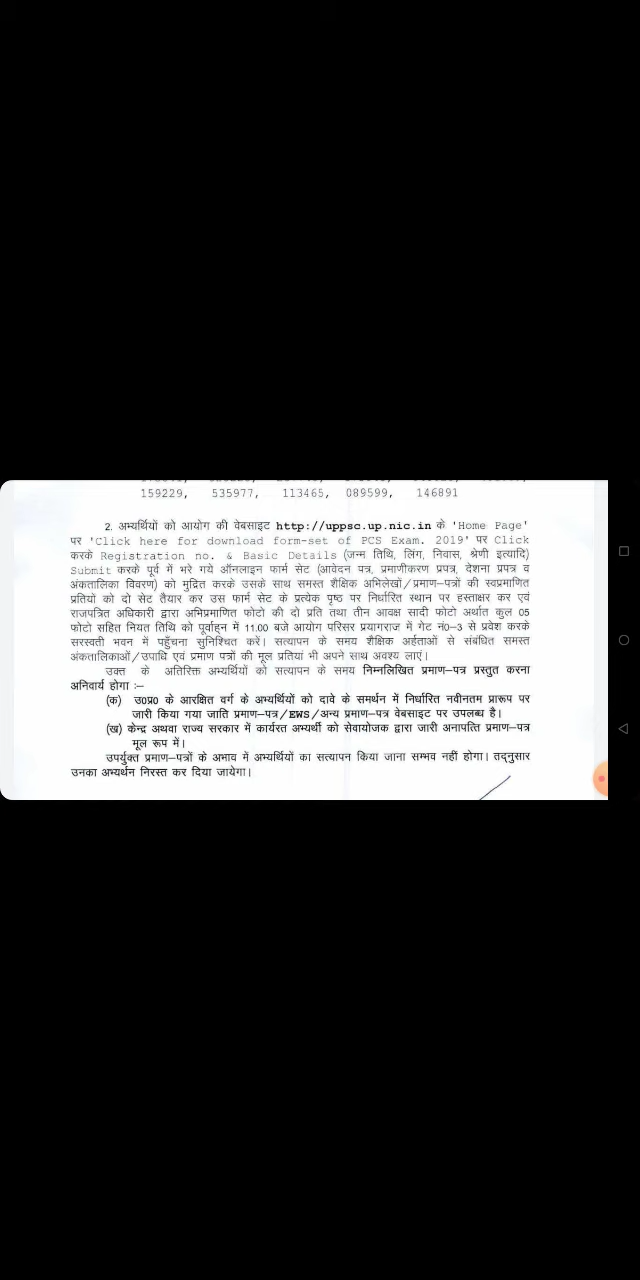 159229, 535977, 113465, 089599, 146891
2. अभ्यर्थियों को आयोग की वेबसाइट http://uppsc.up.nic.in के 'Home Page'
पर 'Click here for download form-set of PCS Exam. 2019' पर Click
करके Registration no. & Basic Details (जन्म तिथि, लिंग, निवास, श्रेणी इत्यादि)
Submit करके पूर्व में भरे गये ऑनलाइन फार्म सेट (आवेदन पत्र, प्रमाणीकरण प्रपत्र, देशना प्रपत्र व
अंकतालिका विवरण) को मुद्रित करके उसके साथ समस्त शैक्षिक अभिलेखों/प्रमाण–पत्रों की स्वप्रमाणित
प्रतियों को दो सेट तैयार कर उस फार्म सेट के प्रत्येक पृष्ठ पर निर्धारित स्थान पर हस्ताक्षर कर एवं
राजपत्रित अधिकारी द्वारा अभिप्रमाणित फोटो की दो प्रति तथा तीन आवक्ष सादी फोटो अर्थात कुल 05
फोटो सहित नियत तिथि को पूर्वाह्न में 11.00 बजे आयोग परिसर प्रयागराज में गेट नं0–3 से प्रवेश करके
सरस्वती भवन में पहुँचना सुनिश्चित करें। सत्यापन के समय शैक्षिक अर्हताओं से संबंधित समस्त
अंकतालिकाओं/उपाधि एवं प्रमाण पत्रों की मूल प्रतियां भी अपने साथ अवश्य लाएं।
उक्त के अतिरिक्त अभ्यर्थियों को सत्यापन के समय निम्नलिखित प्रमाण–पत्र प्रस्तुत करना
अनिवार्य होगा :–
(क) उ0प्र0 के आरक्षित वर्ग के अभ्यर्थियों को दावे के समर्थन में निर्धारित नवीनतम प्रारूप पर
जारी किया गया जाति प्रमाण–पत्र/EWS/अन्य प्रमाण–पत्र वेबसाइट पर उपलब्ध है।
(ख) केन्द्र अथवा राज्य सरकार में कार्यरत अभ्यर्थी को सेवायोजक द्वारा जारी अनापत्ति प्रमाण–पत्र
मूल रूप में।
उपर्युक्त प्रमाण–पत्रों के अभाव में अभ्यर्थियों का सत्यापन किया जाना सम्भव नहीं होगा। तद्नुसार
उनका अभ्यर्थन निरस्त कर दिया जायेगा।